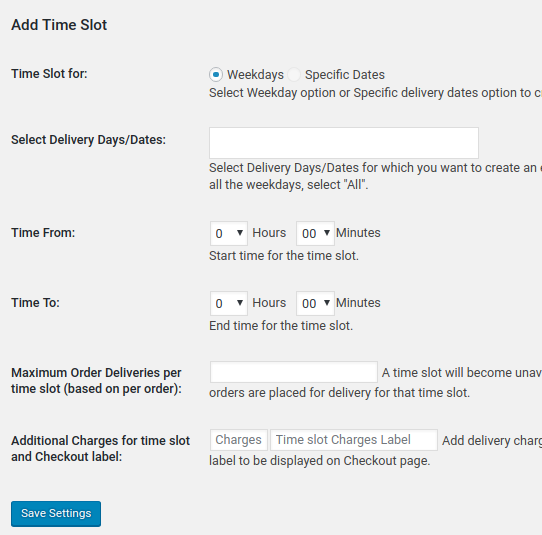 Add Time Slot
Time Slot for: Weekdays Specific Dates
Select Weekday option or Specific delivery dates option to
Select Delivery Days/Dates:
Select Delivery Days/Dates for which you want to create an
all the weekdays, select "All".
Time From: 0 Hours 00 Minutes
Start time for the time slot.
Time To: 0 Hours 00 Minutes
End time for the time slot.
Maximum Order Deliveries per A time slot will become
time slot (based on per order): orders are placed for delivery for that time slot.
Additional Charges for time slot Charges Time slot Charges Label Add delivery
and Checkout label: label to be displayed on Checkout page.
Save Settings